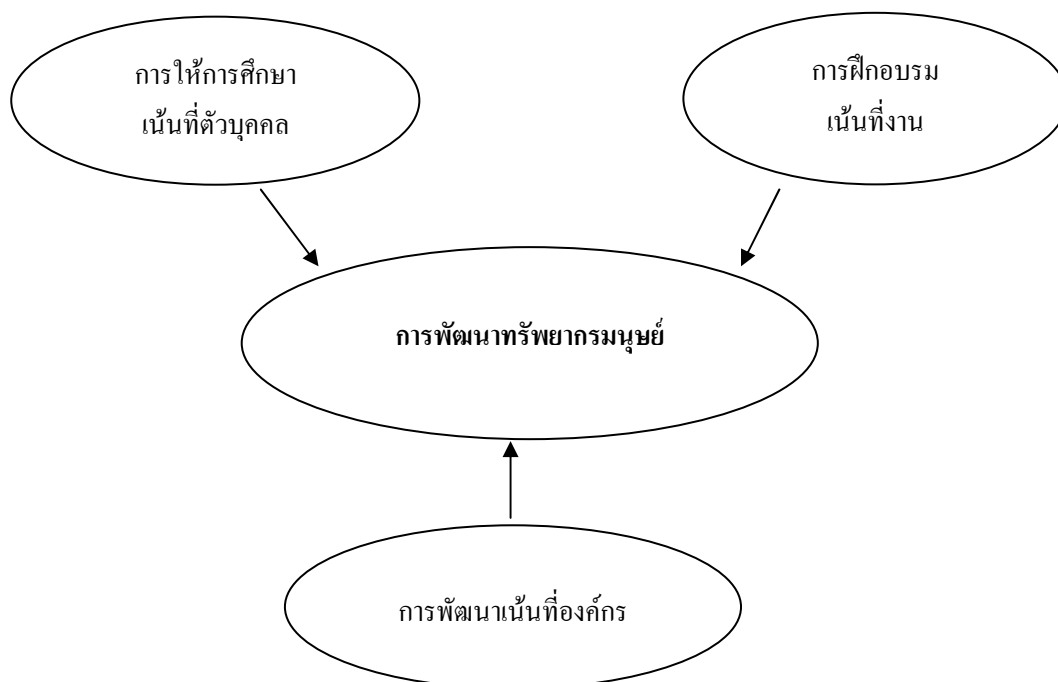 การให้การศึกษา
เน้นที่ตัวบุคคล
การฝึกอบรม
เน้นที่งาน
การพัฒนาทรัพยากรมนุษย์
การพัฒนาเน้นที่องค์กร